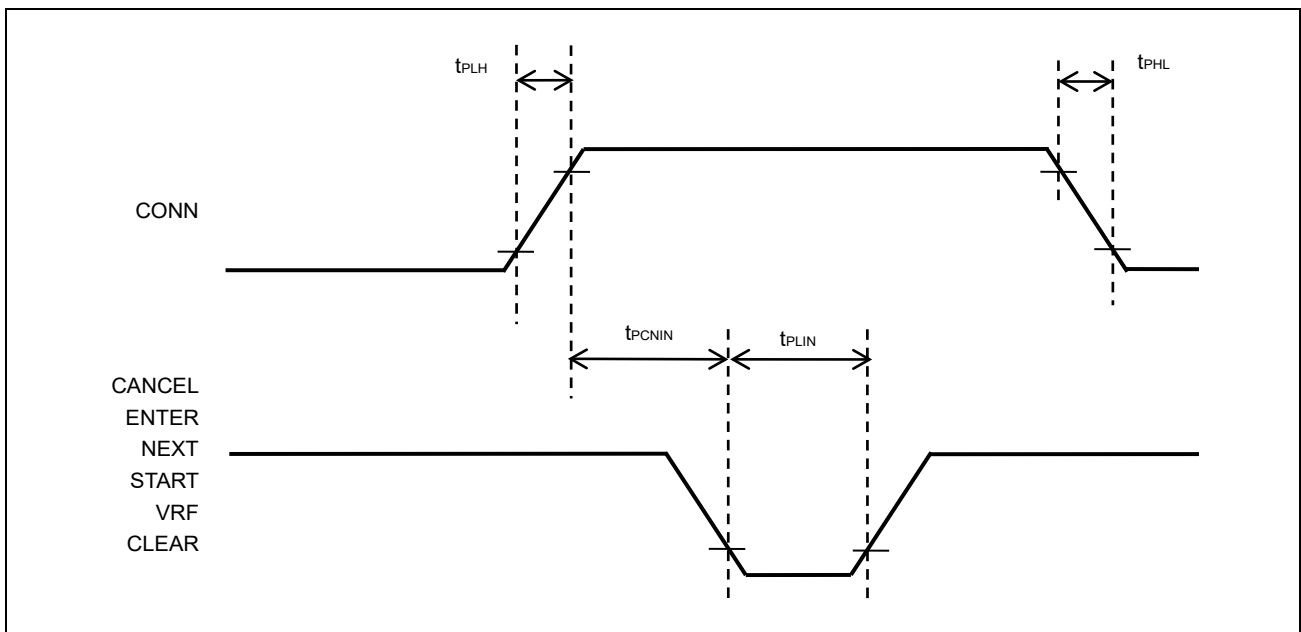 tPLH
tPHL
CONN
tPCNIN
tPLIN
CANCEL
ENTER
NEXT
START
VRF
CLEAR